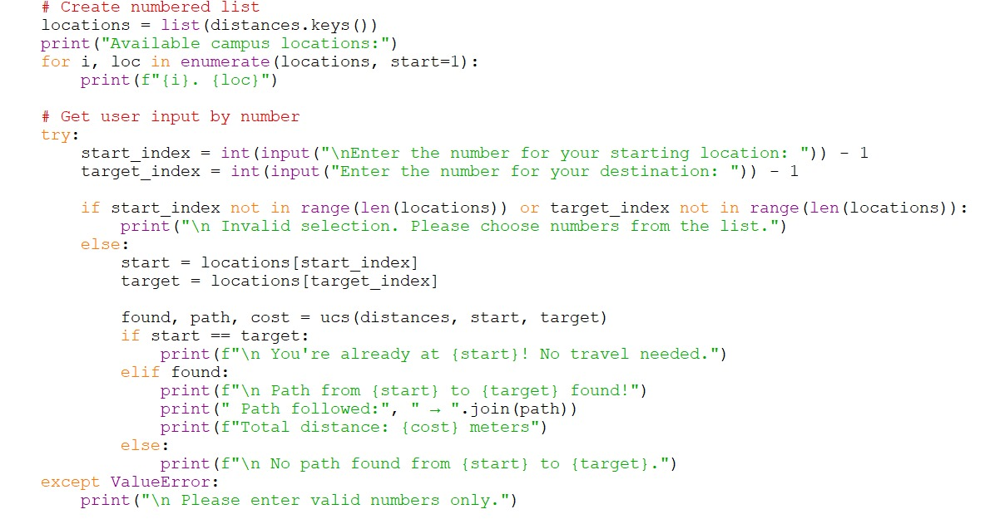 # Create numbered list
locations = list(distances.keys())
print("Available campus locations:")
for i, loc in enumerate(locations, start=1):
    print(f"{i}. {loc}")

# Get user input by number
try:
    start_index = int(input("\nEnter the number for your starting location: ")) - 1
    target_index = int(input("Enter the number for your destination: ")) - 1

    if start_index not in range(len(locations)) or target_index not in range(len(locations)):
        print("\n Invalid selection. Please choose numbers from the list.")
    else:
        start = locations[start_index]
        target = locations[target_index]

        found, path, cost = ucs(distances, start, target)
        if start == target:
            print(f"\n You're already at {start}! No travel needed.")
        elif found:
            print(f"\n Path from {start} to {target} found!")
            print(" Path followed:", " → ".join(path))
            print(f"Total distance: {cost} meters")
        else:
            print(f"\n No path found from {start} to {target}.")
except ValueError:
    print("\n Please enter valid numbers only.")